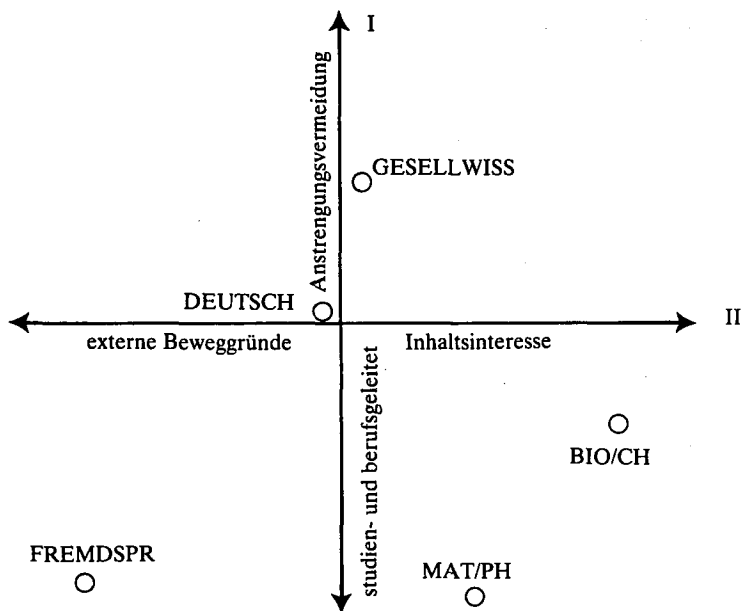 I
Anstrengungsvermeidung
GESELLWISS
DEUTSCH
II
externe Beweggründe
Inhaltsinteresse
studien- und berufsgeleitet
BIO/CH
FREMDSPR
MAT/PH